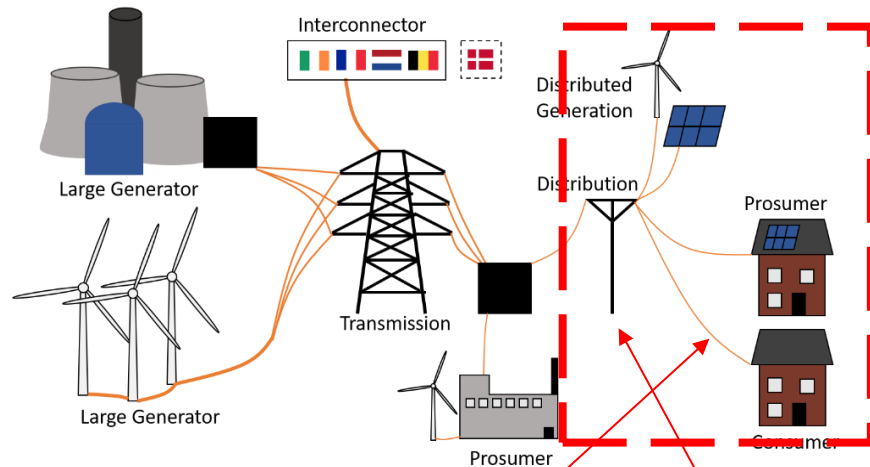 Interconnector
Distributed
Generation
Large Generator
Distribution
Prosumer
Transmission
Large Generator
Consumer
Prosumer